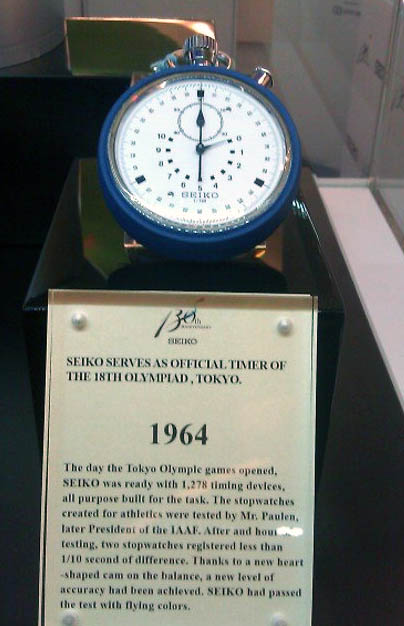 SEIKO
130th
ANNIVERSARY
SEIKO
SEIKO SERVES AS OFFICIAL TIMER OF
THE 18TH OLYMPIAD, TOKYO.
1964
The day the Tokyo Olympic games opened,
SEIKO was ready with 1,278 timing devices,
all purpose built for the task. The stopwatches
created for athletics were tested by Mr. Paulen,
later President of the IAAF. After and hour
testing, two stopwatches registered less than
1/10 second of difference. Thanks to a new heart
-shaped cam on the balance, a new level of
accuracy had been achieved. SEIKO had passed
the test with flying colors.